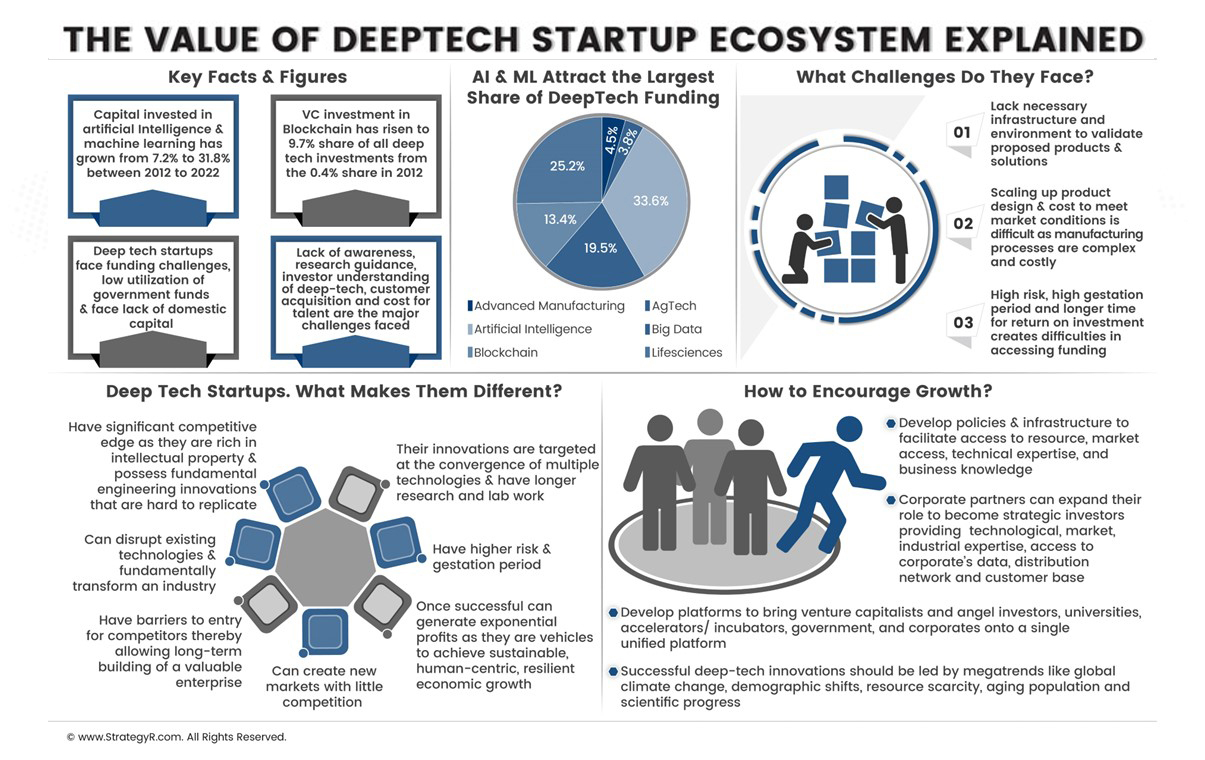 THE VALUE OF DEEPTECH STARTUP ECOSYSTEM EXPLAINED
Key Facts & Figures
Capital invested in
artificial Intelligence &
machine learning has
grown from 7.2% to 31.8%
between 2012 to 2022
VC investment in
Blockchain has risen to
9.7% share of all deep
tech investments from
the 0.4% share in 2012
Deep tech startups
face funding challenges,
low utilization of
government funds
& face lack of domestic
capital
Lack of awareness,
research guidance,
investor understanding
of deep-tech, customer
acquisition and cost for
talent are the major
challenges faced
AI & ML Attract the Largest
Share of DeepTech Funding
4.5%
3.8%
33.6%
19.5%
13.4%
25.2%
Advanced Manufacturing
AgTech
Artificial Intelligence
Big Data
Blockchain
Lifesciences
What Challenges Do They Face?
01
Lack necessary
infrastructure and
environment to validate
proposed products &
solutions
02
Scaling up product
design & cost to meet
market conditions is
difficult as manufacturing
processes are complex
and costly
03
High risk, high gestation
period and longer time
for return on investment
creates difficulties in
accessing funding
Deep Tech Startups. What Makes Them Different?
Have significant competitive
edge as they are rich in
intellectual property &
possess fundamental
engineering innovations
that are hard to replicate
Their innovations are targeted
at the convergence of multiple
technologies & have longer
research and lab work
Can disrupt existing
technologies &
fundamentally
transform an industry
Have higher risk &
gestation period
Have barriers to entry
for competitors thereby
allowing long-term
building of a valuable
enterprise
Can create new
markets with little
competition
Once successful can
generate exponential
profits as they are vehicles
to achieve sustainable,
human-centric, resilient
economic growth
How to Encourage Growth?
Develop policies & infrastructure to
facilitate access to resource, market
access, technical expertise, and
business knowledge
Corporate partners can expand their
role to become strategic investors
providing technological, market,
industrial expertise, access to
corporate's data, distribution
network and customer base
Develop platforms to bring venture capitalists and angel investors, universities,
accelerators/ incubators, government, and corporates onto a single
unified platform
Successful deep-tech innovations should be led by megatrends like global
climate change, demographic shifts, resource scarcity, aging population and
scientific progress
© www.StrategyR.com. All Rights Reserved.